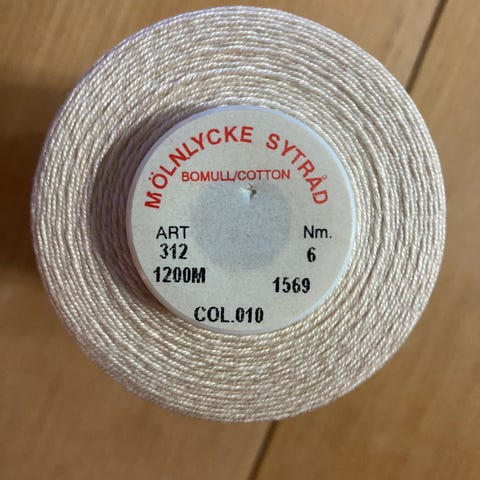 MÖLNLYCKE SYTRÅD
BOMULL/COTTON
ART Nm.
312 6
1200M 1569
COL.010